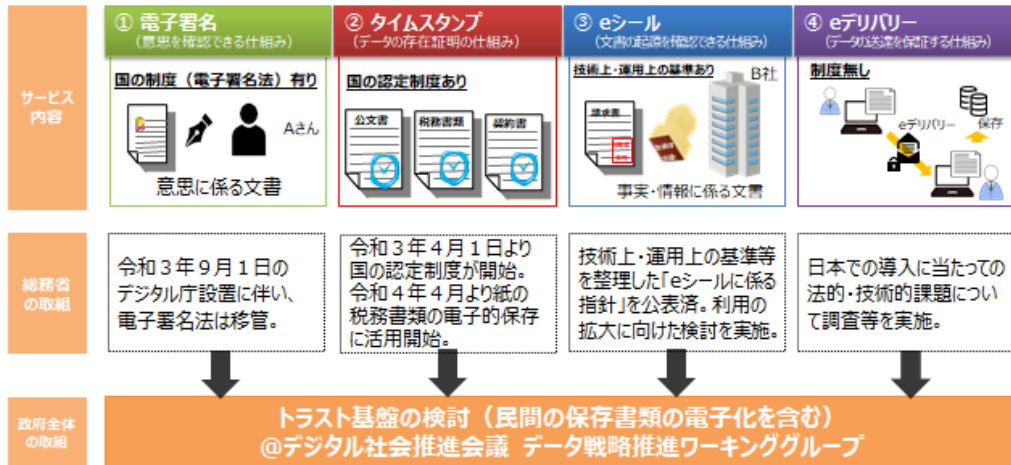 サービス
内容
① 電子署名
（意思を確認できる仕組み）
国の制度（電子署名法）有り
Aさん
意思に係る文書
② タイムスタンプ
（データの存在証明の仕組み）
国の認定制度あり
公文書
税務書類
契約書
③ eシール
（文書の起源を確認できる仕組み）
技術上・運用上の基準あり
B社
請求書
事実・情報に係る文書
④ eデリバリー
（データの送達を保証する仕組み）
制度無し
eデリバリー
保存
総務省
の取組
令和３年９月１日の
デジタル庁設置に伴い、
電子署名法は移管。
令和３年４月１日より
国の認定制度が開始。
令和４年４月より紙の
税務書類の電子的保存
に活用開始。
技術上・運用上の基準等
を整理した「eシールに係る
指針」を公表済。利用の
拡大に向けた検討を実施。
日本での導入に当たっての
法的・技術的課題につい
て調査等を実施。
政府全体
の取組
トラスト基盤の検討（民間の保存書類の電子化を含む）
@デジタル社会推進会議 データ戦略推進ワーキンググループ